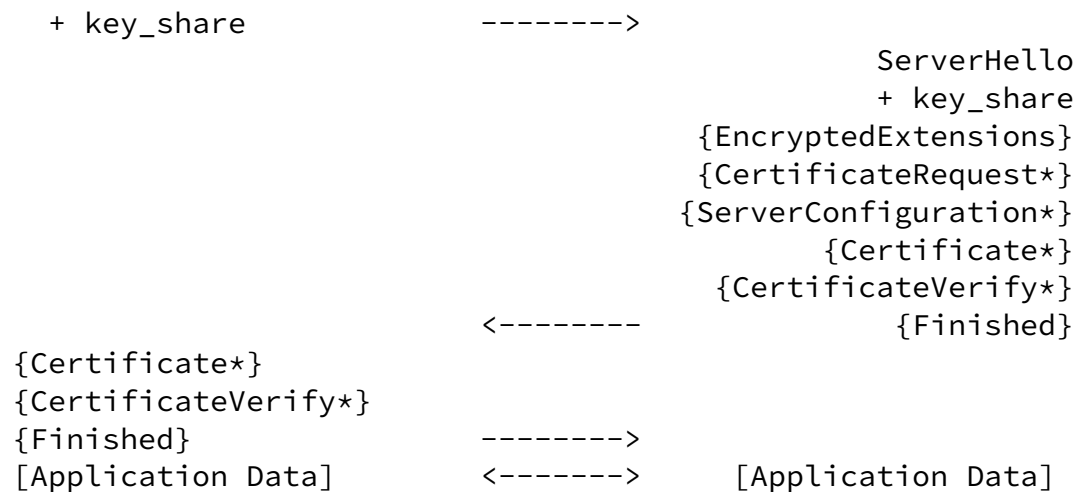 + key_share -------->
ServerHello
+ key_share
{EncryptedExtensions}
{CertificateRequest*}
{ServerConfiguration*}
{Certificate*}
{CertificateVerify*}
<-------- {Finished}
{Certificate*}
{CertificateVerify*}
{Finished} -------->
[Application Data] <-------> [Application Data]